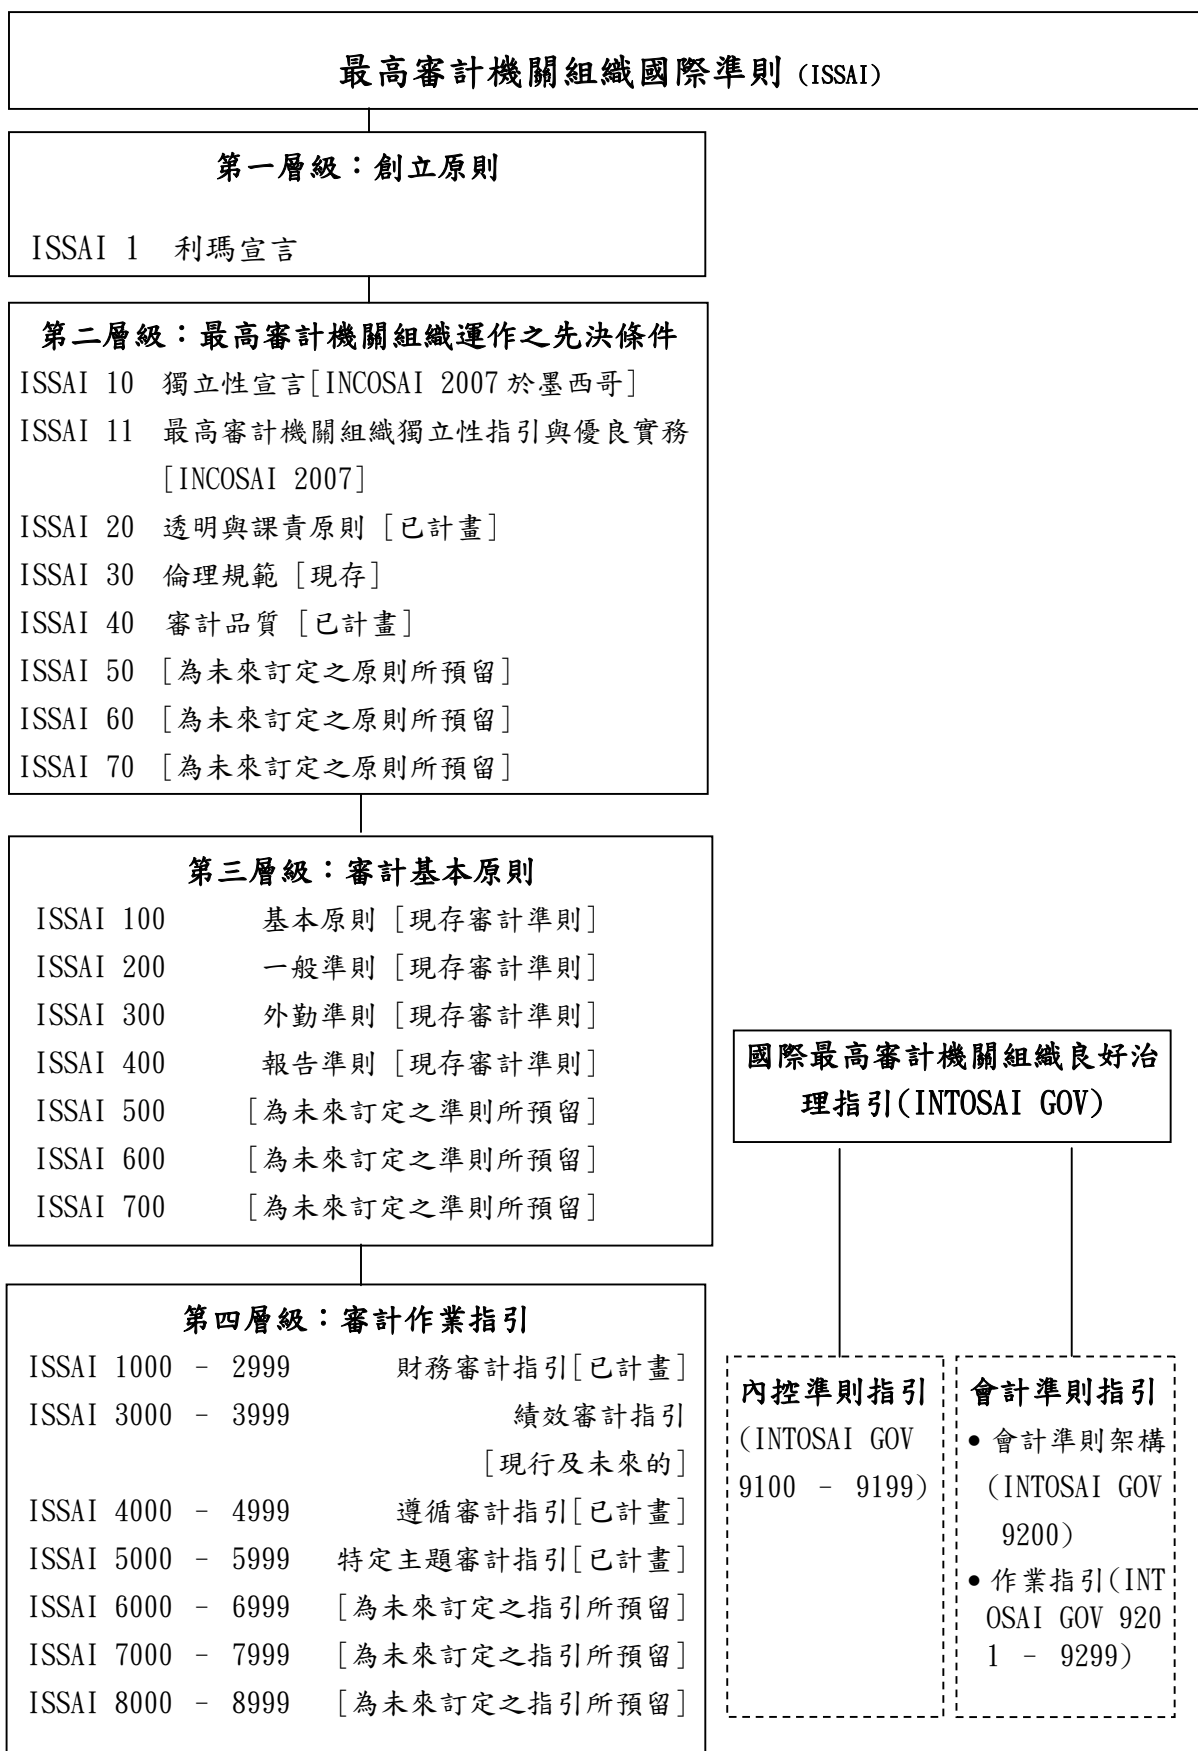 最高審計機關組織國際準則(ISSAI)
第一層級：創立原則
ISSAI 1 利瑪宣言
第二層級：最高審計機關組織運作之先決條件
ISSAI 10 獨立性宣言[INCOSAI 2007於墨西哥]
ISSAI 11 最高審計機關組織獨立性指引與優良實務
[INCOSAI 2007]
ISSAI 20 透明與課責原則 [已計畫]
ISSAI 30 倫理規範 [現存]
ISSAI 40 審計品質 [已計畫]
ISSAI 50 [為未來訂定之原則所預留]
ISSAI 60 [為未來訂定之原則所預留]
ISSAI 70 [為未來訂定之原則所預留]
第三層級：審計基本原則
ISSAI 100 基本原則 [現存審計準則]
ISSAI 200 一般準則 [現存審計準則]
ISSAI 300 外勤準則 [現存審計準則]
ISSAI 400 報告準則 [現存審計準則]
ISSAI 500 [為未來訂定之準則所預留]
ISSAI 600 [為未來訂定之準則所預留]
ISSAI 700 [為未來訂定之準則所預留]
第四層級：審計作業指引
ISSAI 1000 - 2999 財務審計指引[已計畫]
ISSAI 3000 - 3999 績效審計指引
[現行及未來的]
ISSAI 4000 - 4999 遵循審計指引[已計畫]
ISSAI 5000 - 5999 特定主題審計指引[已計畫]
ISSAI 6000 - 6999 [為未來訂定之指引所預留]
ISSAI 7000 - 7999 [為未來訂定之指引所預留]
ISSAI 8000 - 8999 [為未來訂定之指引所預留]
國際最高審計機關組織良好治
理指引(INTOSAI GOV)
內控準則指引
(INTOSAI GOV
9100 - 9199)
會計準則指引
• 會計準則架構
(INTOSAI GOV
9200)
• 作業指引(INT
OSAI GOV 920
1 - 9299)